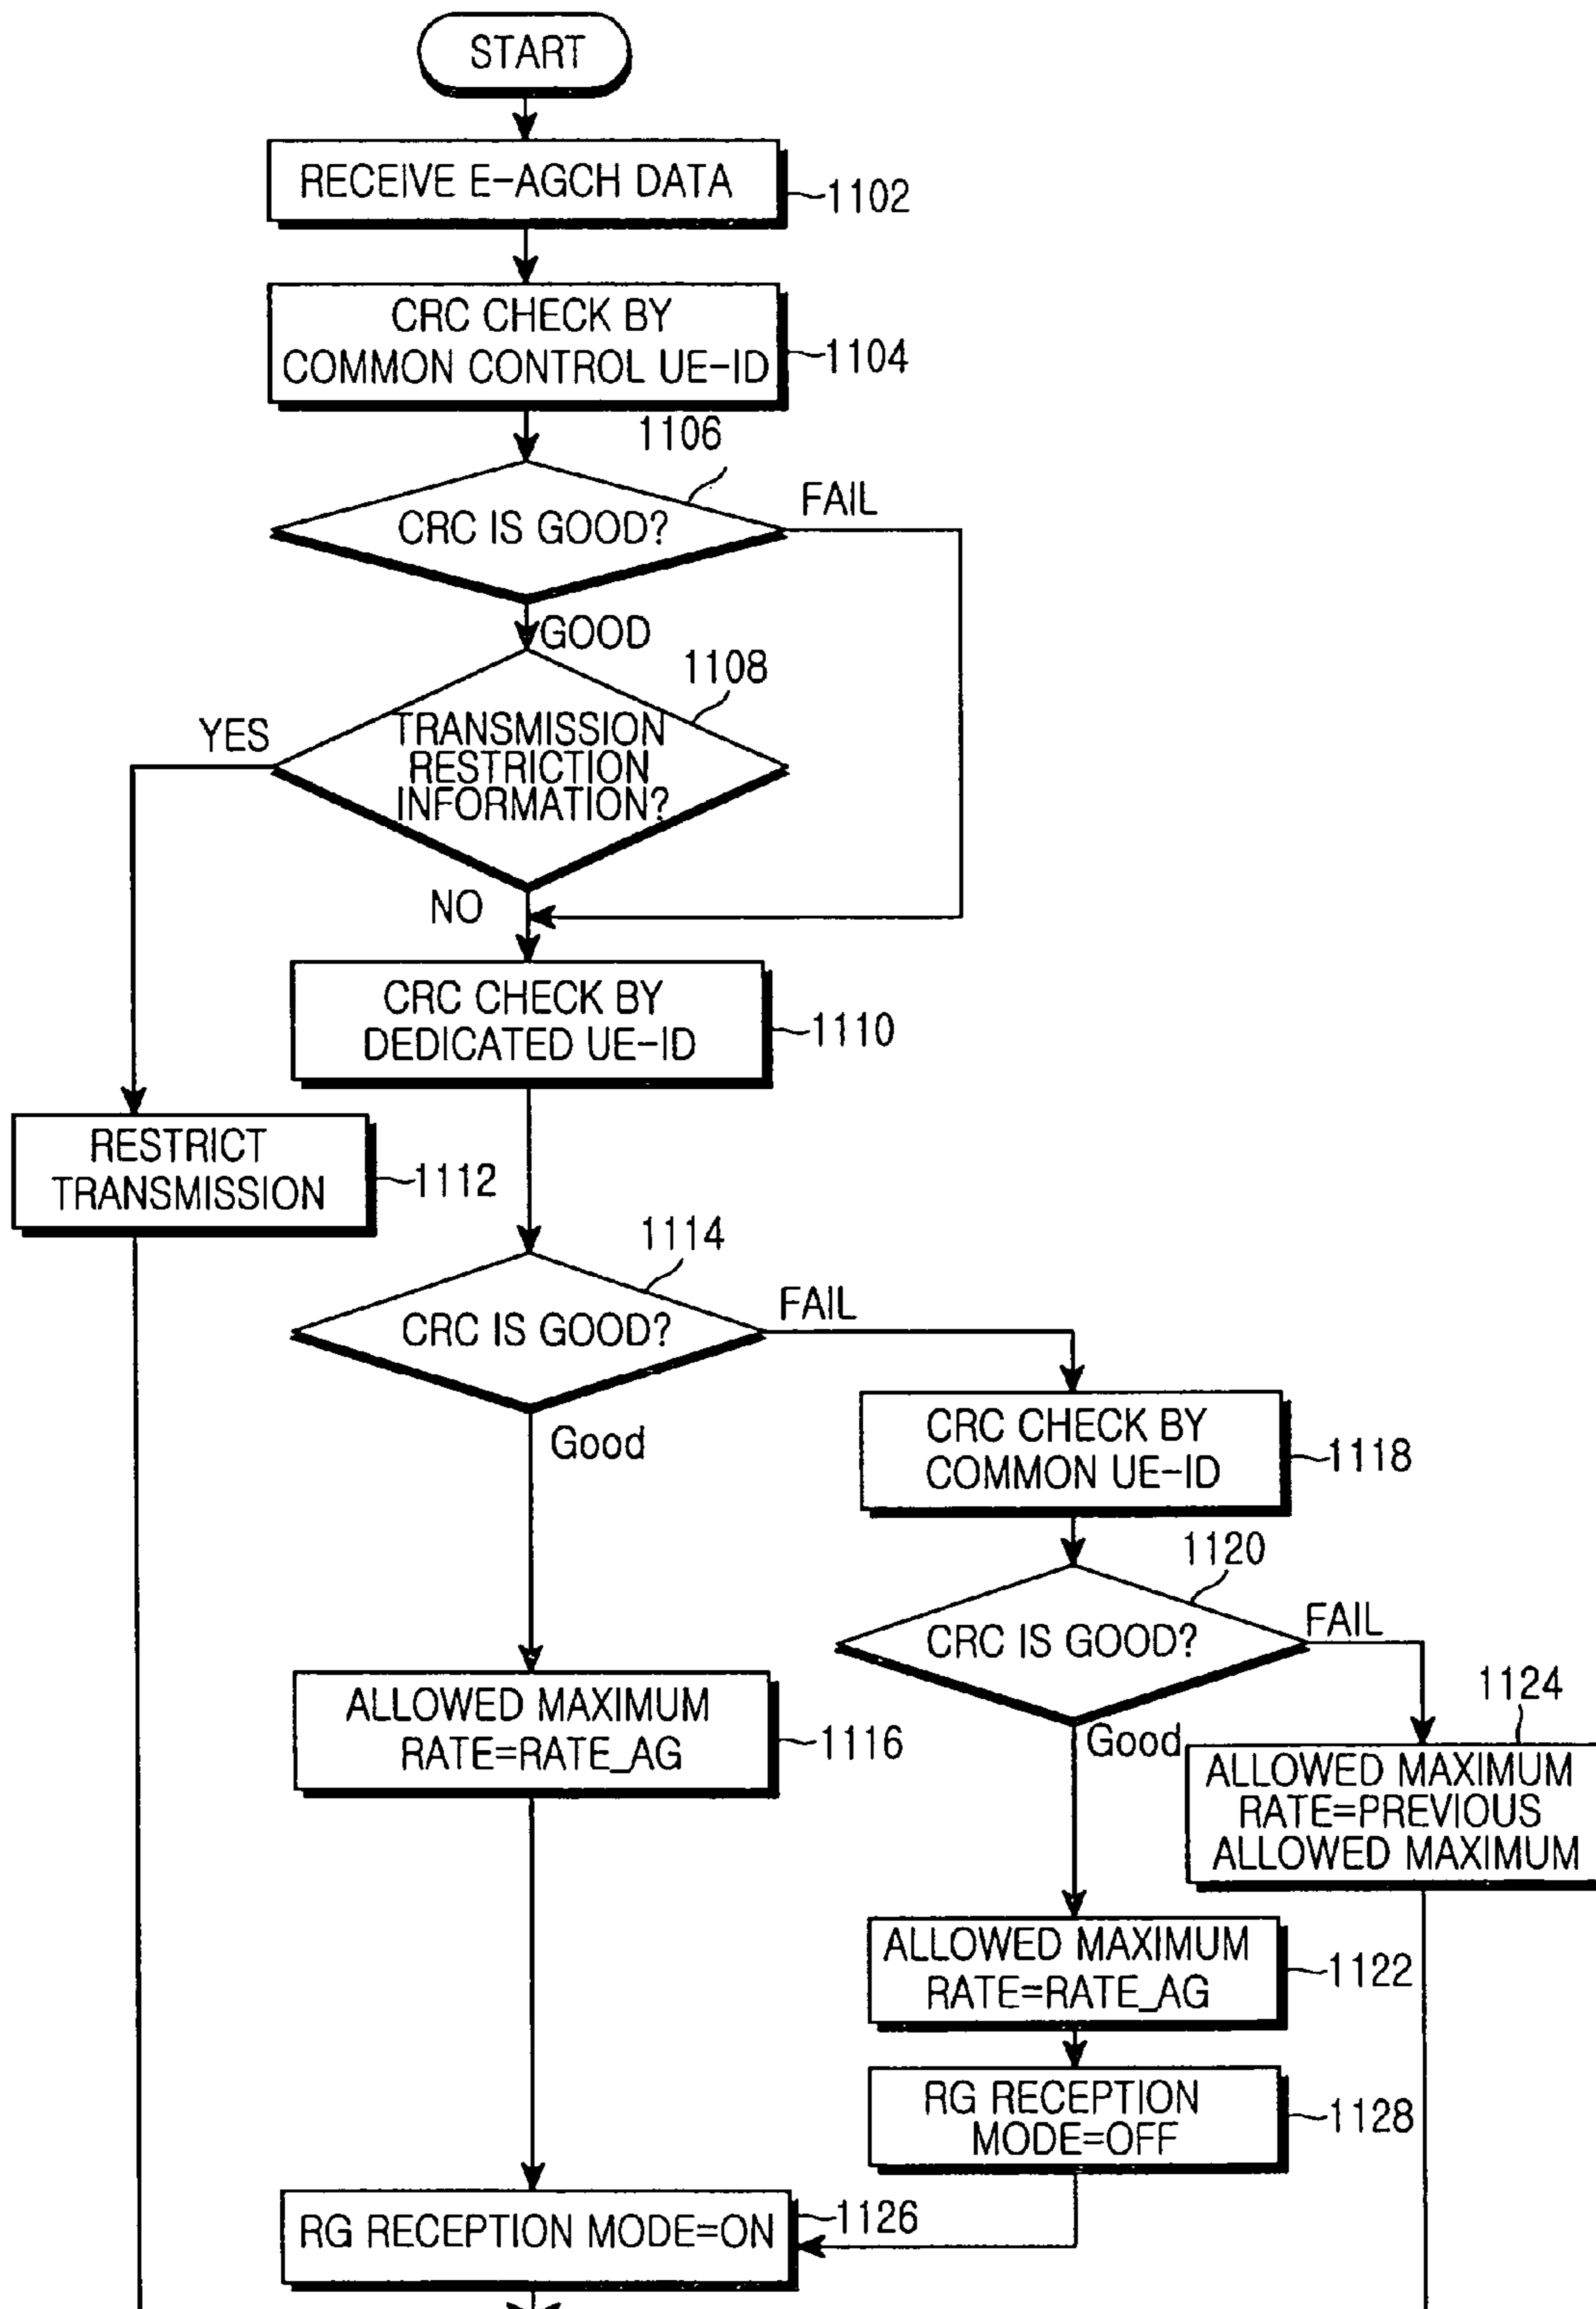 START
RECEIVE E-AGCH DATA
1102
CRC CHECK BY
COMMON CONTROL UE-ID
1104
1106
CRC IS GOOD?
FAIL
GOOD
1108
YES
TRANSMISSION
RESTRICTION
INFORMATION?
NO
CRC CHECK BY
DEDICATED UE-ID
1110
RESTRICT
TRANSMISSION
1112
1114
CRC IS GOOD?
FAIL
Good
CRC CHECK BY
COMMON UE-ID
1118
1120
CRC IS GOOD?
FAIL
Good
1124
ALLOWED MAXIMUM
RATE=RATE_AG
1116
ALLOWED MAXIMUM
RATE=PREVIOUS
ALLOWED MAXIMUM
ALLOWED MAXIMUM
RATE=RATE_AG
1122
RG RECEPTION
MODE=OFF
1128
RG RECEPTION MODE=ON
1126